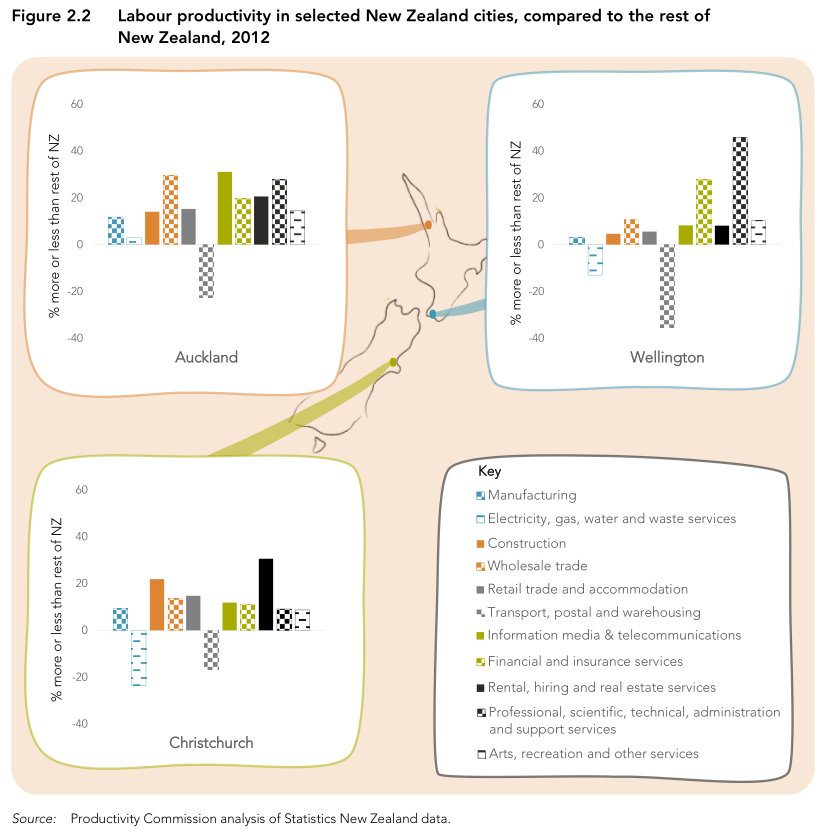 Figure 2.2 Labour productivity in selected New Zealand cities, compared to the rest of
New Zealand, 2012
% more or less than rest of NZ
60
40
20
0
-20
-40
Auckland
% more or less than rest of NZ
60
40
20
0
-20
-40
Wellington
% more or less than rest of NZ
60
40
20
0
-20
-40
Christchurch
Key
Manufacturing
Electricity, gas, water and waste services
Construction
Wholesale trade
Retail trade and accommodation
Transport, postal and warehousing
Information media & telecommunications
Financial and insurance services
Rental, hiring and real estate services
Professional, scientific, technical, administration
and support services
Arts, recreation and other services
Source: Productivity Commission analysis of Statistics New Zealand data.